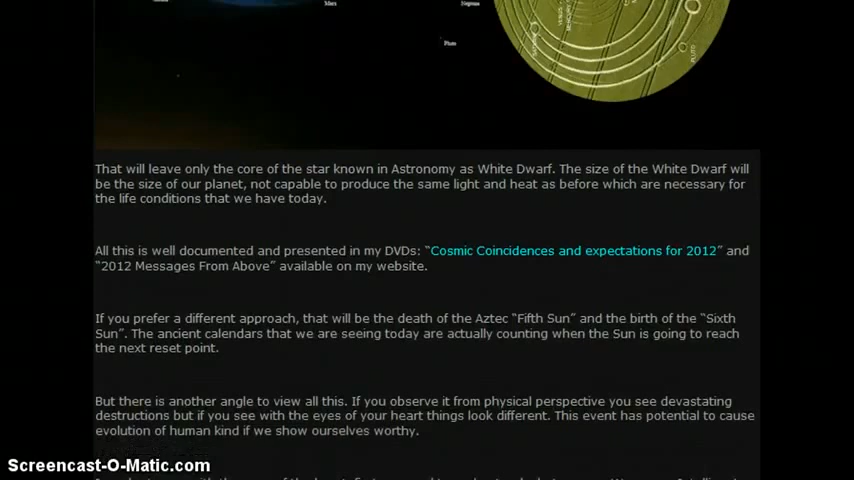 Mars
Neptune
Pluto
VENUS
MERCURY
PLUTO
That will leave only the core of the star known in Astronomy as White Dwarf. The size of the White Dwarf will
be the size of our planet, not capable to produce the same light and heat as before which are necessary for
the life conditions that we have today.
All this is well documented and presented in my DVDs: “Cosmic Coincidences and expectations for 2012” and
“2012 Messages From Above” available on my website.
If you prefer a different approach, that will be the death of the Aztec “Fifth Sun” and the birth of the “Sixth
Sun”. The ancient calendars that we are seeing today are actually counting when the Sun is going to reach
the next reset point.
But there is another angle to view all this. If you observe it from physical perspective you see devastating
destructions but if you see with the eyes of your heart things look different. This event has potential to cause
evolution of human kind if we show ourselves worthy.
Screencast-O-Matic.com